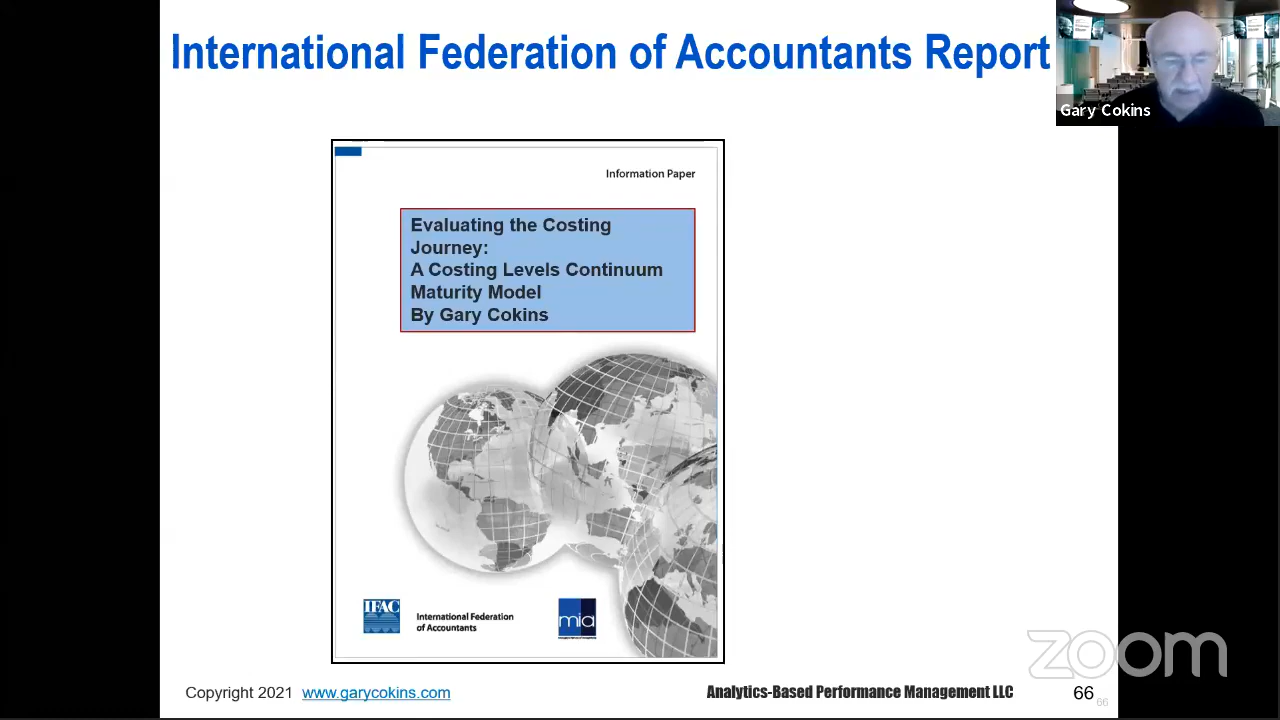 International Federation of Accountants Report
Gary Cokins
Information Paper
Evaluating the Costing
Journey:
A Costing Levels Continuum
Maturity Model
By Gary Cokins
IFAC
International Federation
of Accountants
mia
zoom
Copyright 2021 www.garycokins.com
Analytics-Based Performance Management LLC
66
66